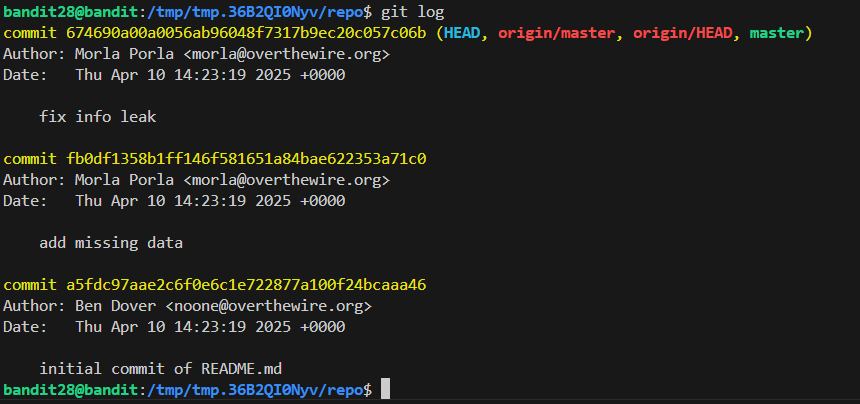 bandit28@bandit:/tmp/tmp.36B2QI0Nyv/repo$ git log
commit 674690a00a0056ab96048f7317b9ec20c057c06b (HEAD, origin/master, origin/HEAD, master)
Author: Morla Porla <morla@overthewire.org>
Date:   Thu Apr 10 14:23:19 2025 +0000
    fix info leak
commit fb0df1358b1ff146f581651a84bae622353a71c0
Author: Morla Porla <morla@overthewire.org>
Date:   Thu Apr 10 14:23:19 2025 +0000
    add missing data
commit a5fdc97aae2c6f0e6c1e722877a100f24bcaaa46
Author: Ben Dover <noone@overthewire.org>
Date:   Thu Apr 10 14:23:19 2025 +0000
    initial commit of README.md
bandit28@bandit:/tmp/tmp.36B2QI0Nyv/repo$